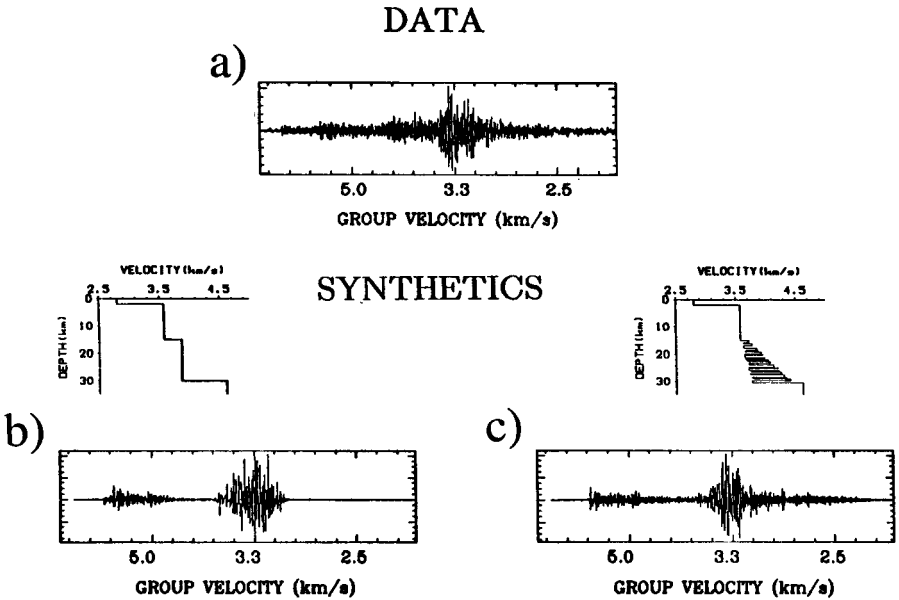 DATA
a)
5.0 3.3 2.5
GROUP VELOCITY (km/s)
SYNTHETICS
VELOCITY(km/s)
2.5 3.5 4.5
0
10
20
30
DEPTH(km)
VELOCITY(km/s)
2.5 3.5 4.5
0
10
20
30
DEPTH(km)
b)
5.0 3.3 2.5
GROUP VELOCITY (km/s)
c)
5.0 3.3 2.5
GROUP VELOCITY (km/s)